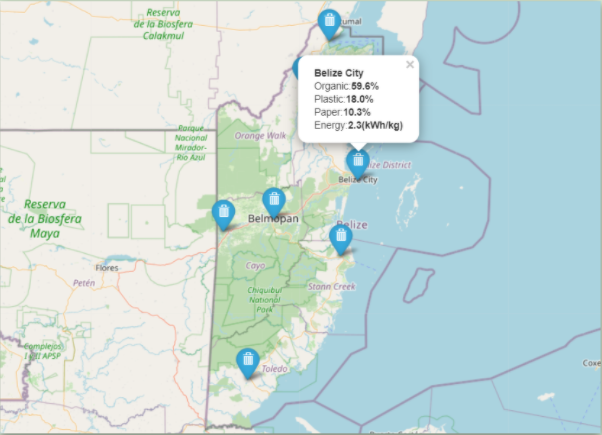 Reserva
de la Biosfera
Calakmul
umal
×
Belize City
Organic:59.6%
Plastic:18.0%
Paper:10.3%
Energy:2.3(kWh/kg)
Parque
Nacional
Mirador-
Río Azul
Orange Walk
lize District
Belize City
Reserva
de la Biosfera
Maya
Belmopan
Belize
Flores
Petén
Cayo
Stann Creek
Chiquibul
National
Park
Complejos
I - III APSP
Toledo
Coxe